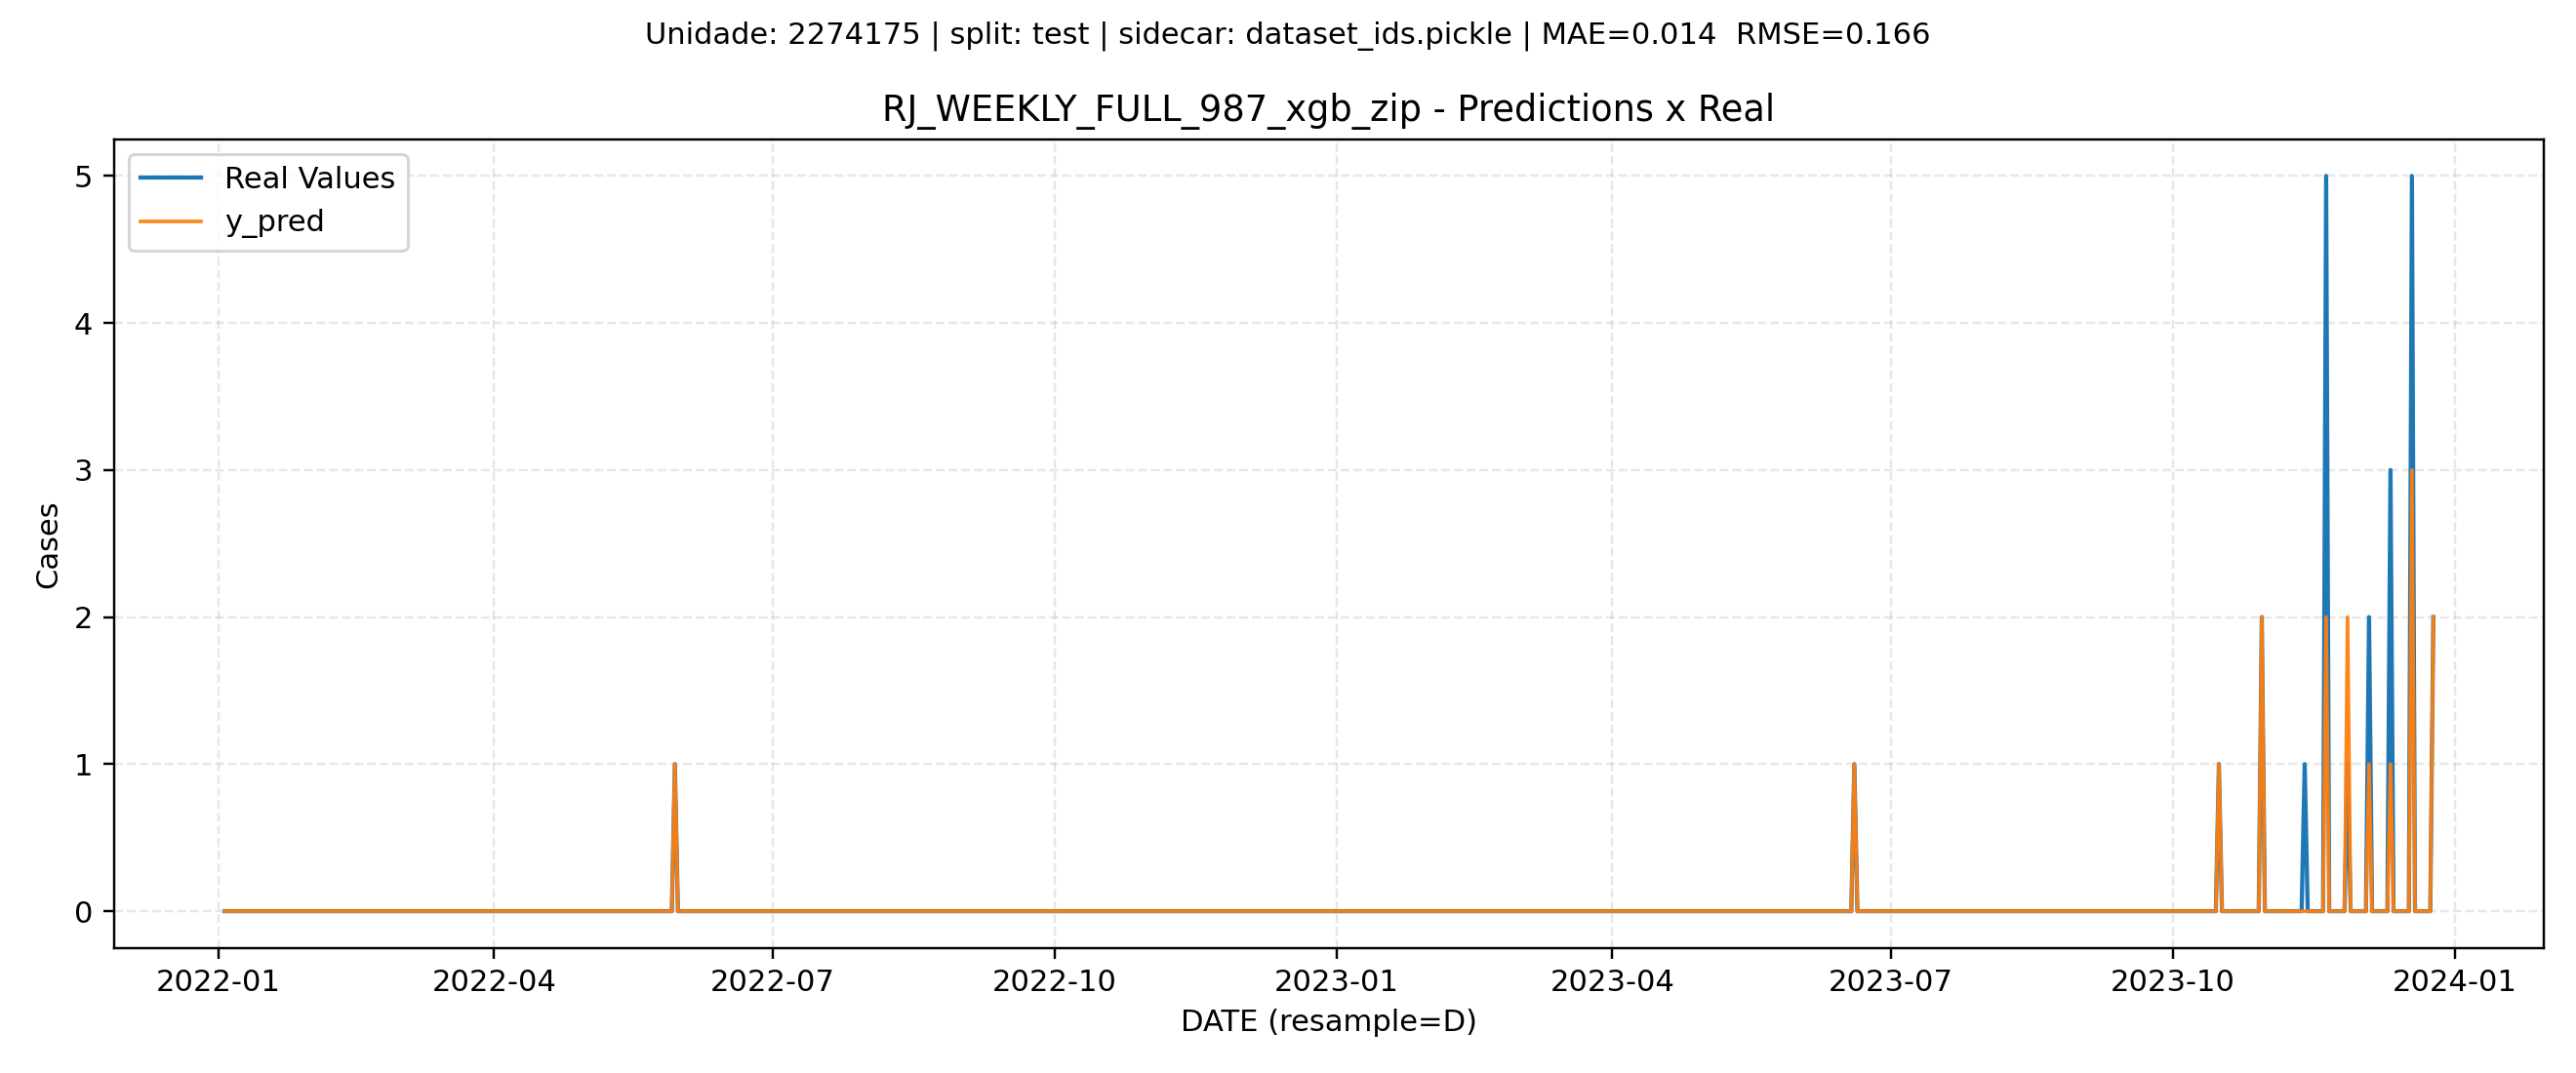 Unidade: 2274175 | split: test | sidecar: dataset_ids.pickle | MAE=0.014  RMSE=0.166
RJ_WEEKLY_FULL_987_xgb_zip - Predictions x Real
Real Values
y_pred
5
4
3
2
1
0
Cases
2022-01
2022-04
2022-07
2022-10
2023-01
2023-04
2023-07
2023-10
2024-01
DATE (resample=D)